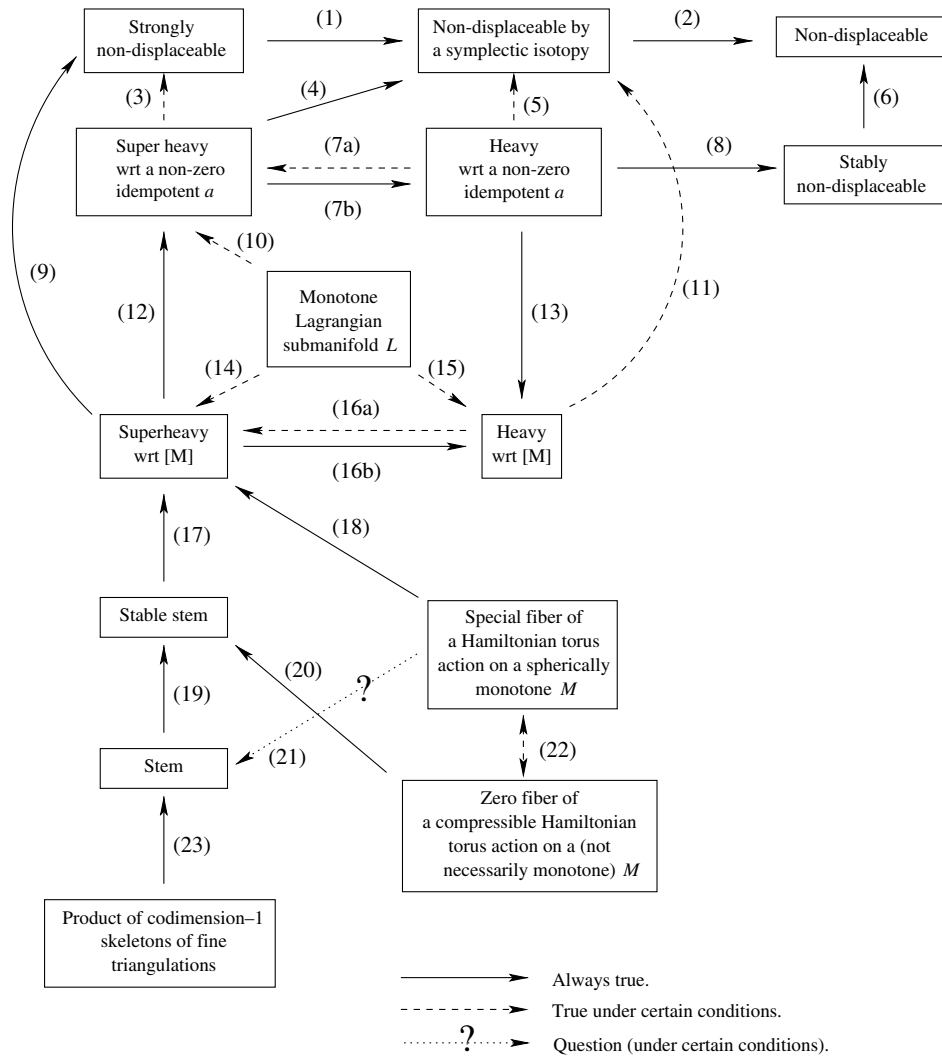 Strongly
non-displaceable
(1)
Non-displaceable by
a symplectic isotopy
(2)
Non-displaceable
(3)
(4)
(5)
(6)
Super heavy
wrt a non-zero
idempotent a
(7a)
(7b)
Heavy
wrt a non-zero
idempotent a
(8)
Stably
non-displaceable
(9)
(10)
(11)
(12)
Monotone
Lagrangian
submanifold L
(13)
(14)
(15)
Superheavy
wrt [M]
(16a)
(16b)
Heavy
wrt [M]
(17)
(18)
Stable stem
Special fiber of
a Hamiltonian torus
action on a spherically
monotone M
(19)
(20)
?
(21)
(22)
Stem
Zero fiber of
a compressible Hamiltonian
torus action on a (not
necessarily monotone) M
(23)
Product of codimension–1
skeletons of fine
triangulations
Always true.
True under certain conditions.
?
Question (under certain conditions).